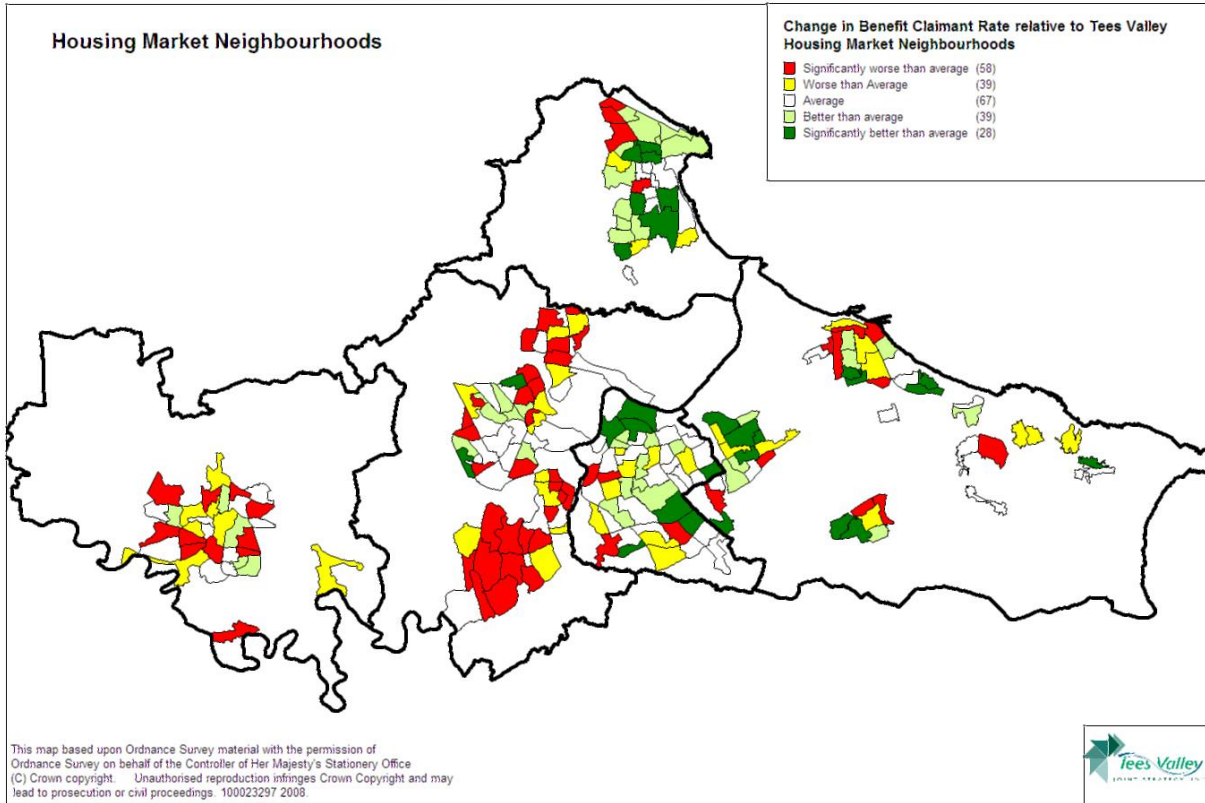 Housing Market Neighbourhoods
Change in Benefit Claimant Rate relative to Tees Valley
Housing Market Neighbourhoods
Significantly worse than average (58)
Worse than Average (39)
Average (67)
Better than average (39)
Significantly better than average (28)
This map based upon Ordnance Survey material with the permission of
Ordnance Survey on behalf of the Controller of Her Majesty's Stationery Office
(C) Crown copyright. Unauthorised reproduction infringes Crown Copyright and may
lead to prosecution or civil proceedings. 100023297 2008.
Tees Valley
JOINT STRATEGY